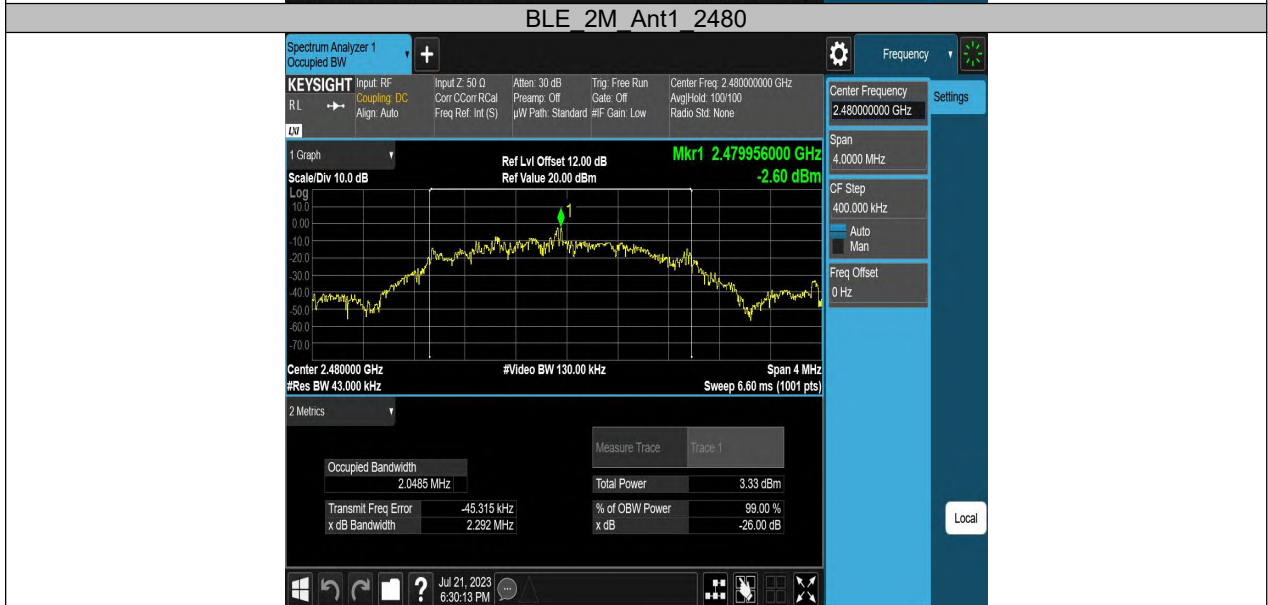 BLE_2M_Ant1_2480
Spectrum Analyzer 1
Occupied BW
+
Frequency
KEYSIGHT
RL
LXI
Input: RF
Coupling: DC
Align: Auto
Input Z: 50 Ω
Corr CCorr RCal
Freq Ref: Int (S)
Atten: 30 dB
Preamp: Off
µW Path: Standard
Trig: Free Run
Gate: Off
#IF Gain: Low
Center Freq: 2.480000000 GHz
Avg|Hold: 100/100
Radio Std: None
Center Frequency
2.480000000 GHz
Settings
Span
4.0000 MHz
CF Step
400.000 kHz
Auto
Man
Freq Offset
0 Hz
1 Graph
Ref Lvl Offset 12.00 dB
Mkr1 2.479956000 GHz
Scale/Div 10.0 dB
Ref Value 20.00 dBm
-2.60 dBm
Log
10.0
0.00
-10.0
-20.0
-30.0
-40.0
-50.0
-60.0
-70.0
1
Center 2.480000 GHz
#Video BW 130.00 kHz
Span 4 MHz
#Res BW 43.000 kHz
Sweep 6.60 ms (1001 pts)
2 Metrics
Measure Trace
Trace 1
Occupied Bandwidth
2.0485 MHz
Total Power
3.33 dBm
Transmit Freq Error
-45.315 kHz
% of OBW Power
99.00 %
x dB Bandwidth
2.292 MHz
x dB
-26.00 dB
Local
?
Jul 21, 2023
6:30:13 PM